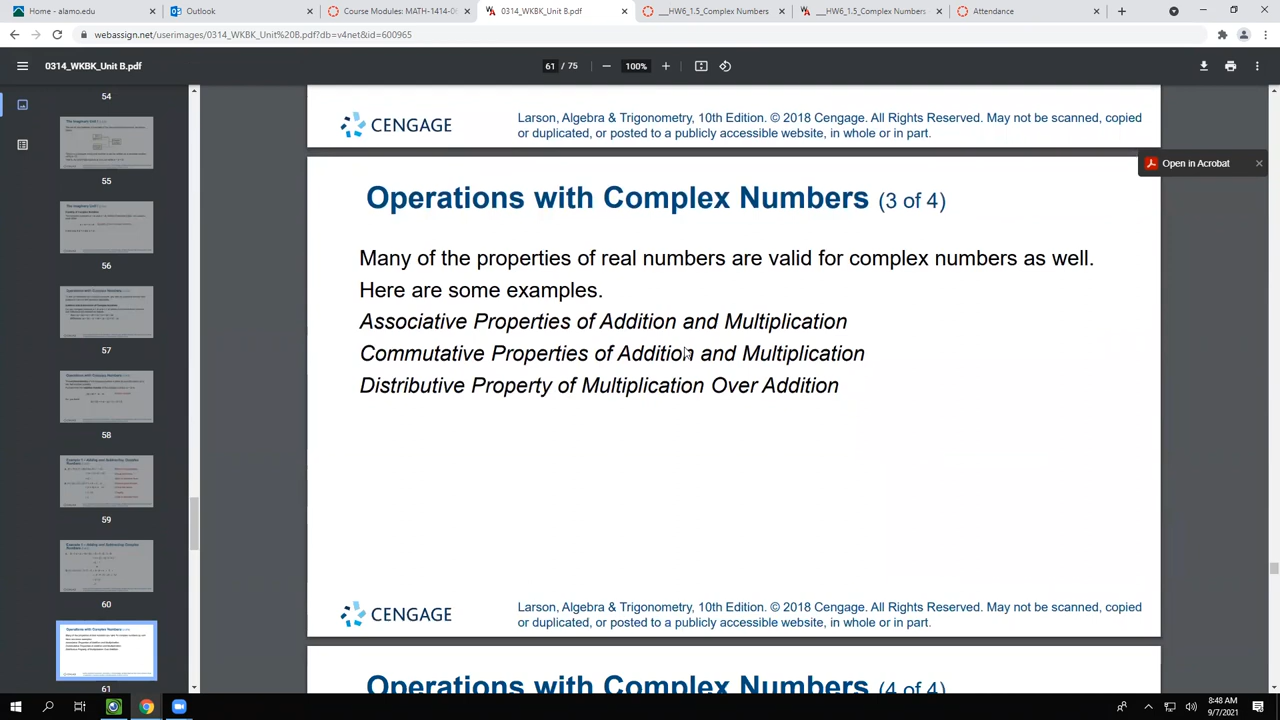 Home - alamo.edu
Outlook
Course Modules: MATH-1414-0
0314_WKBK_Unit B.pdf
___HW6_1.5_Complex Numbers
___HW6_1.5_Complex Numbers
Attendance
webassign.net/userimages/0314_WKBK_Unit%20B.pdf?db=v4net&id=600965
0314_WKBK_Unit B.pdf
61 / 75
100%
Open in Acrobat
54
55
56
57
58
59
60
61
CENGAGE
Larson, Algebra & Trigonometry, 10th Edition. © 2018 Cengage. All Rights Reserved. May not be scanned, copied
or duplicated, or posted to a publicly accessible website, in whole or in part.
Operations with Complex Numbers (3 of 4)
Many of the properties of real numbers are valid for complex numbers as well.
Here are some examples.
Associative Properties of Addition and Multiplication
Commutative Properties of Addition and Multiplication
Distributive Property of Multiplication Over Addition
CENGAGE
Larson, Algebra & Trigonometry, 10th Edition. © 2018 Cengage. All Rights Reserved. May not be scanned, copied
or duplicated, or posted to a publicly accessible website, in whole or in part.
Operations with Complex Numbers (4 of 4)
8:48 AM
9/7/2021